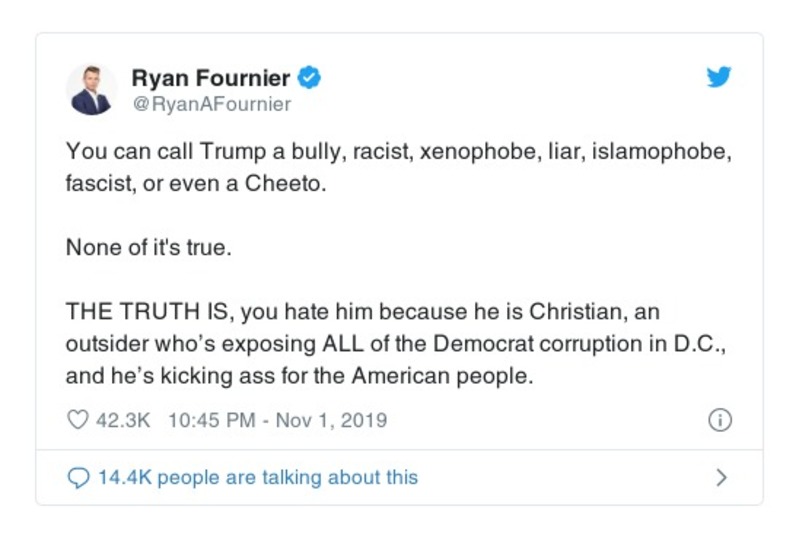 Ryan Fournier
@RyanAFournier
You can call Trump a bully, racist, xenophobe, liar, islamophobe,
fascist, or even a Cheeto.
None of it's true.
THE TRUTH IS, you hate him because he is Christian, an
outsider who’s exposing ALL of the Democrat corruption in D.C.,
and he’s kicking ass for the American people.
42.3K 10:45 PM - Nov 1, 2019
14.4K people are talking about this